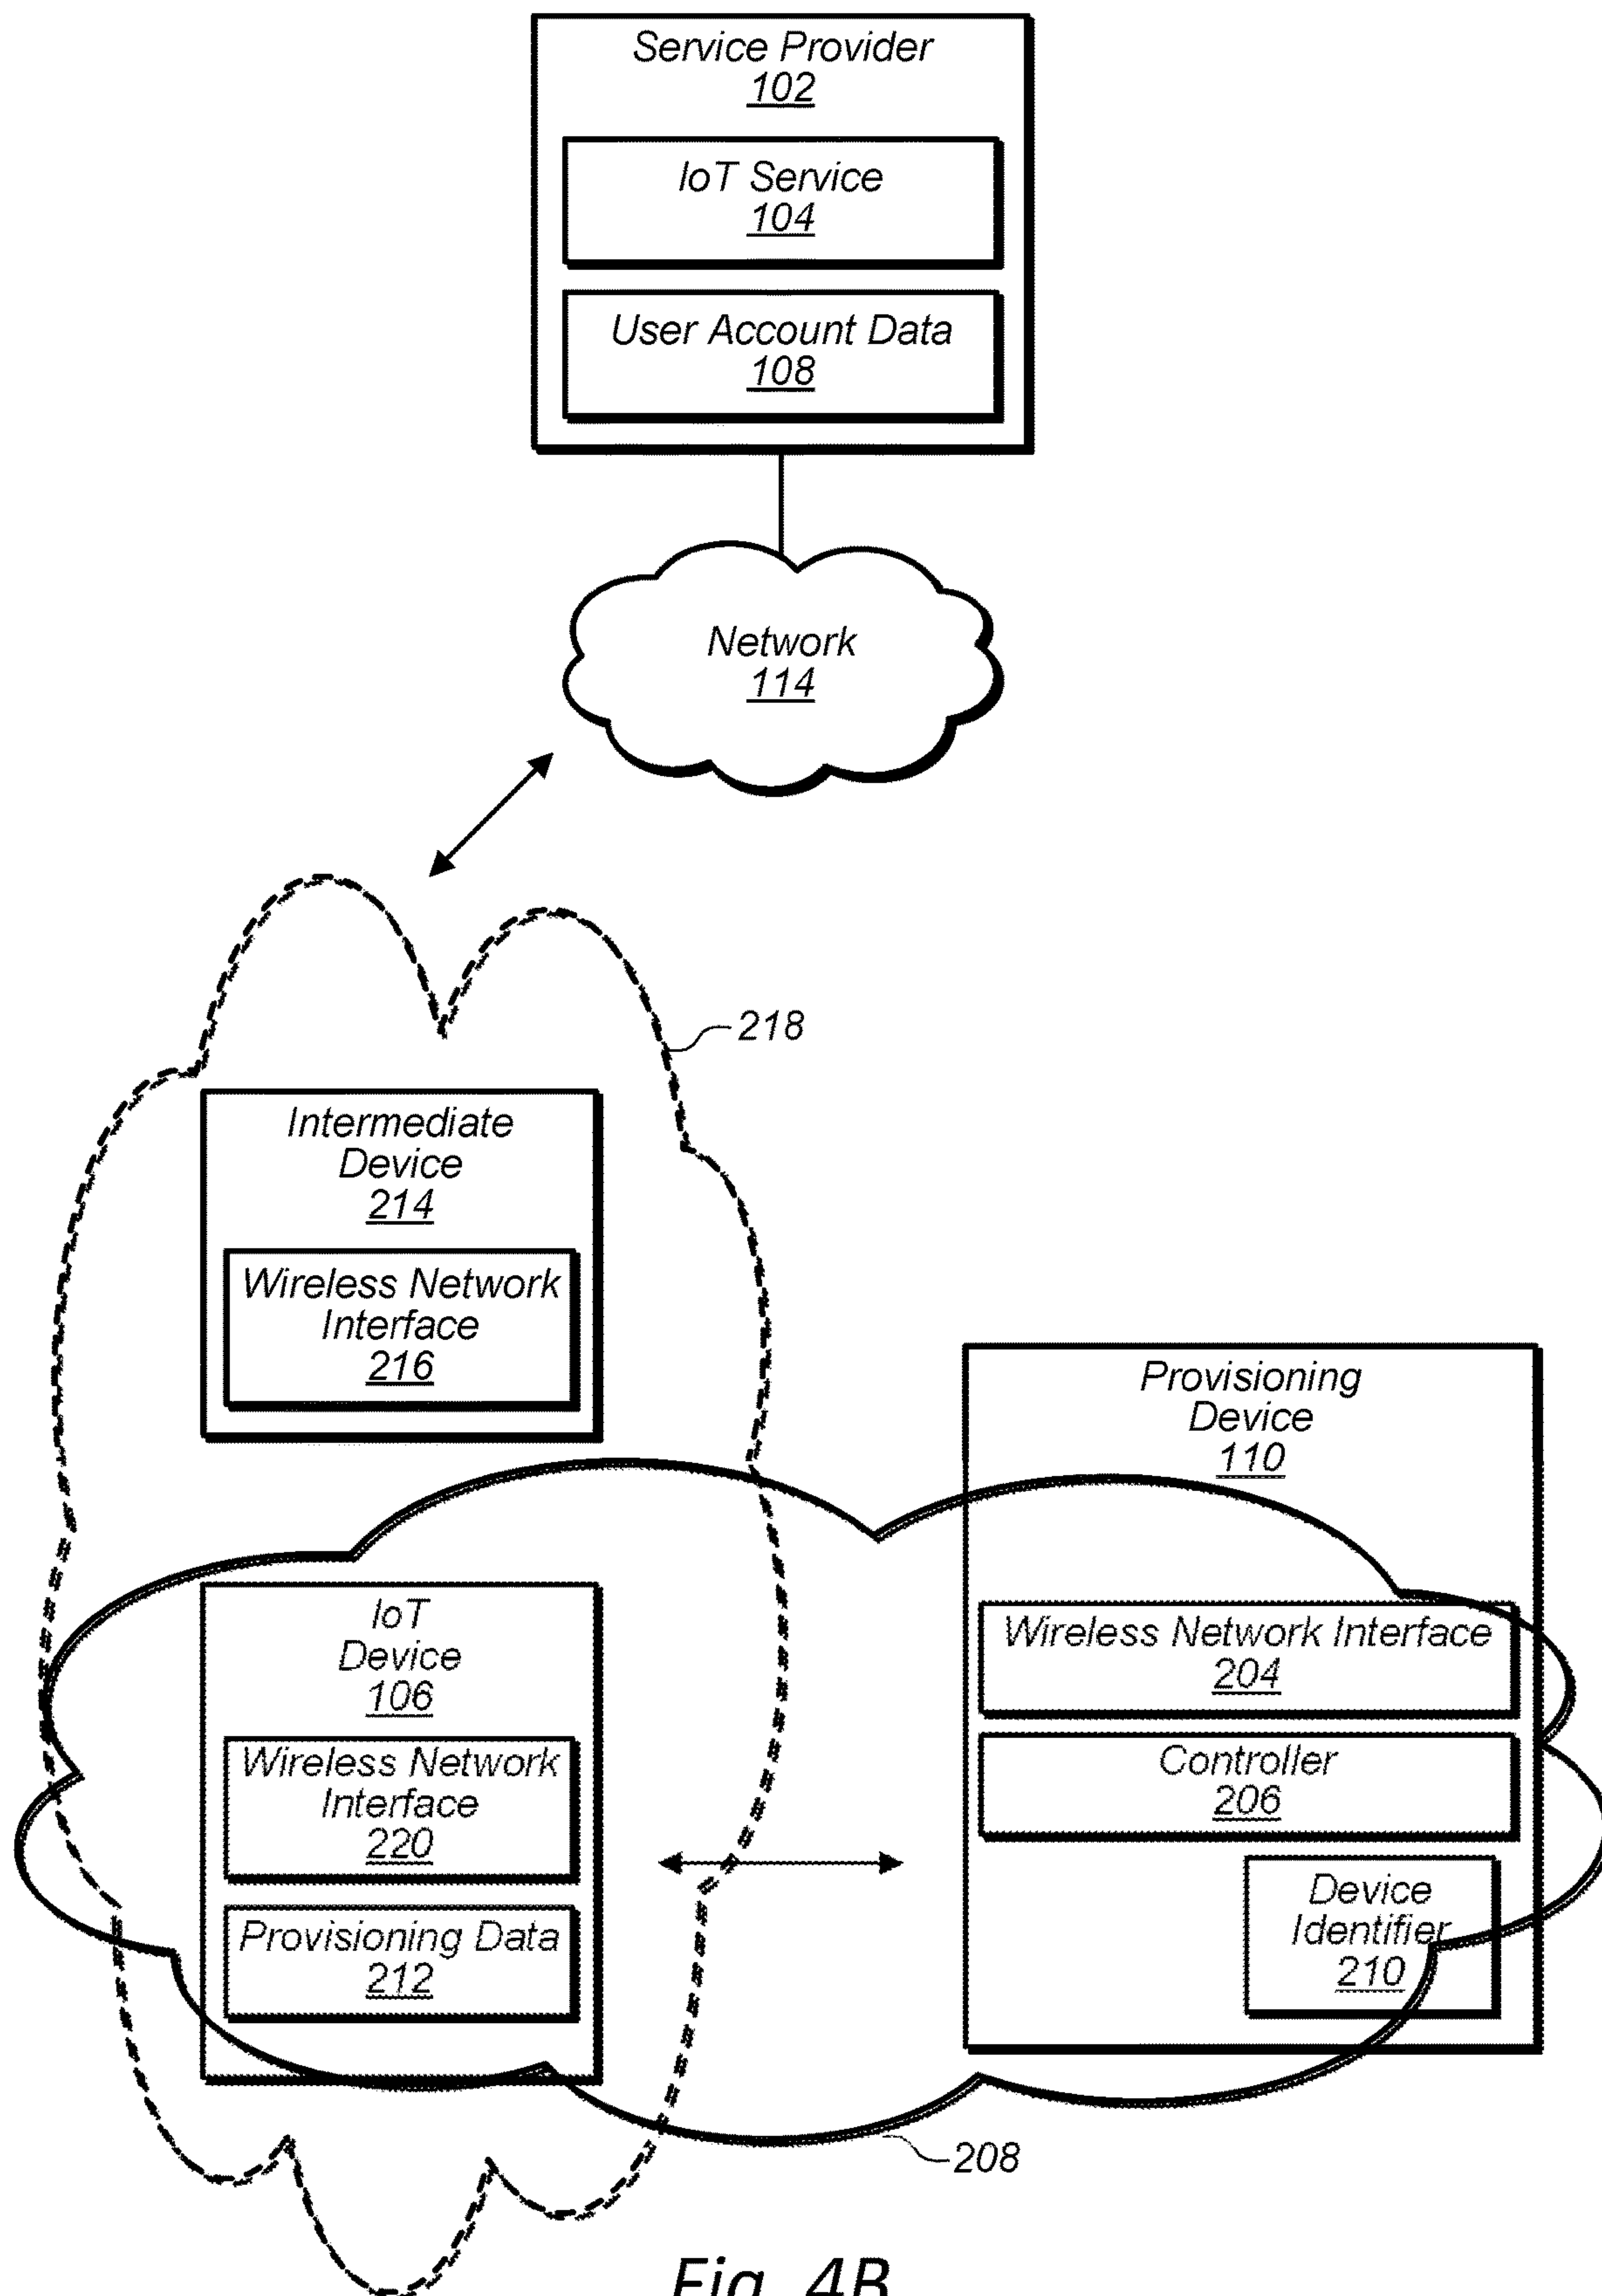 Service Provider
102
IoT Service
104
User Account Data
108
Network
114
218
Intermediate
Device
214
Wireless Network
Interface
216
Provisioning
Device
110
IoT
Device
106
Wireless Network
Interface
220
Provisioning Data
212
Wireless Network Interface
204
Controller
206
Device
Identifier
210
208
Fig. 4B